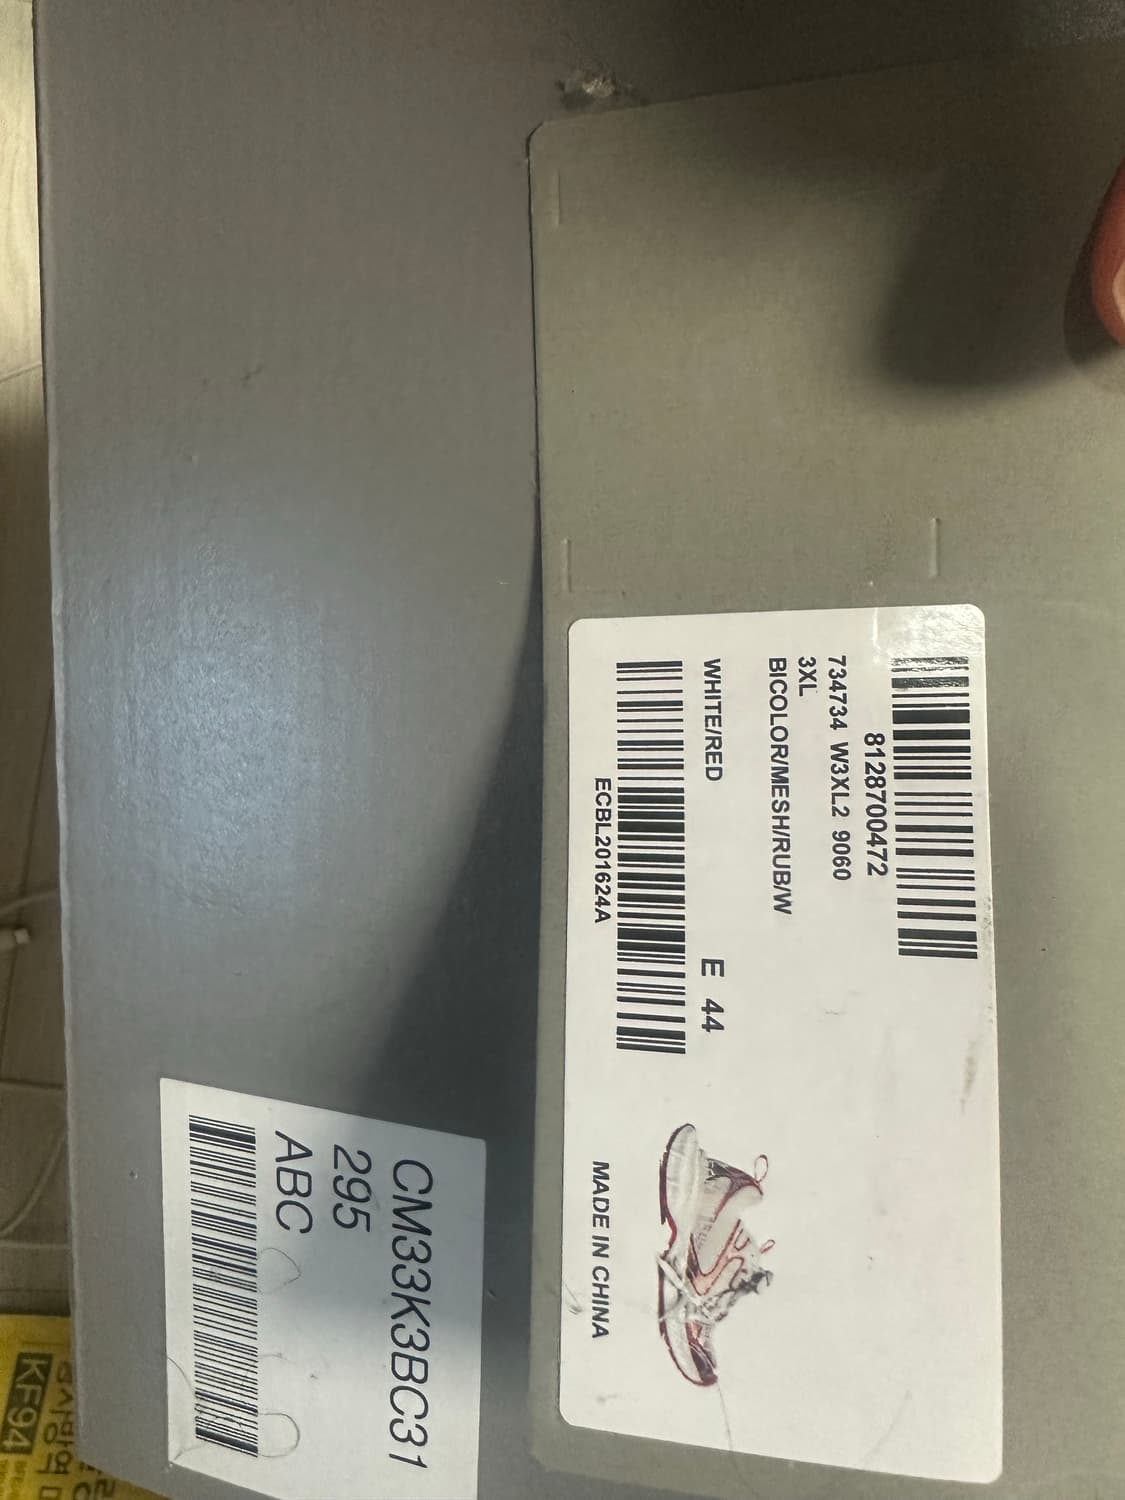 8128700472
734734 W3XL2 9060
3XL
BICOLOR/MESH/RUB/W
WHITE/RED E 44
ECBL201624A MADE IN CHINA
CM33K3BC31
295
ABC
KF94